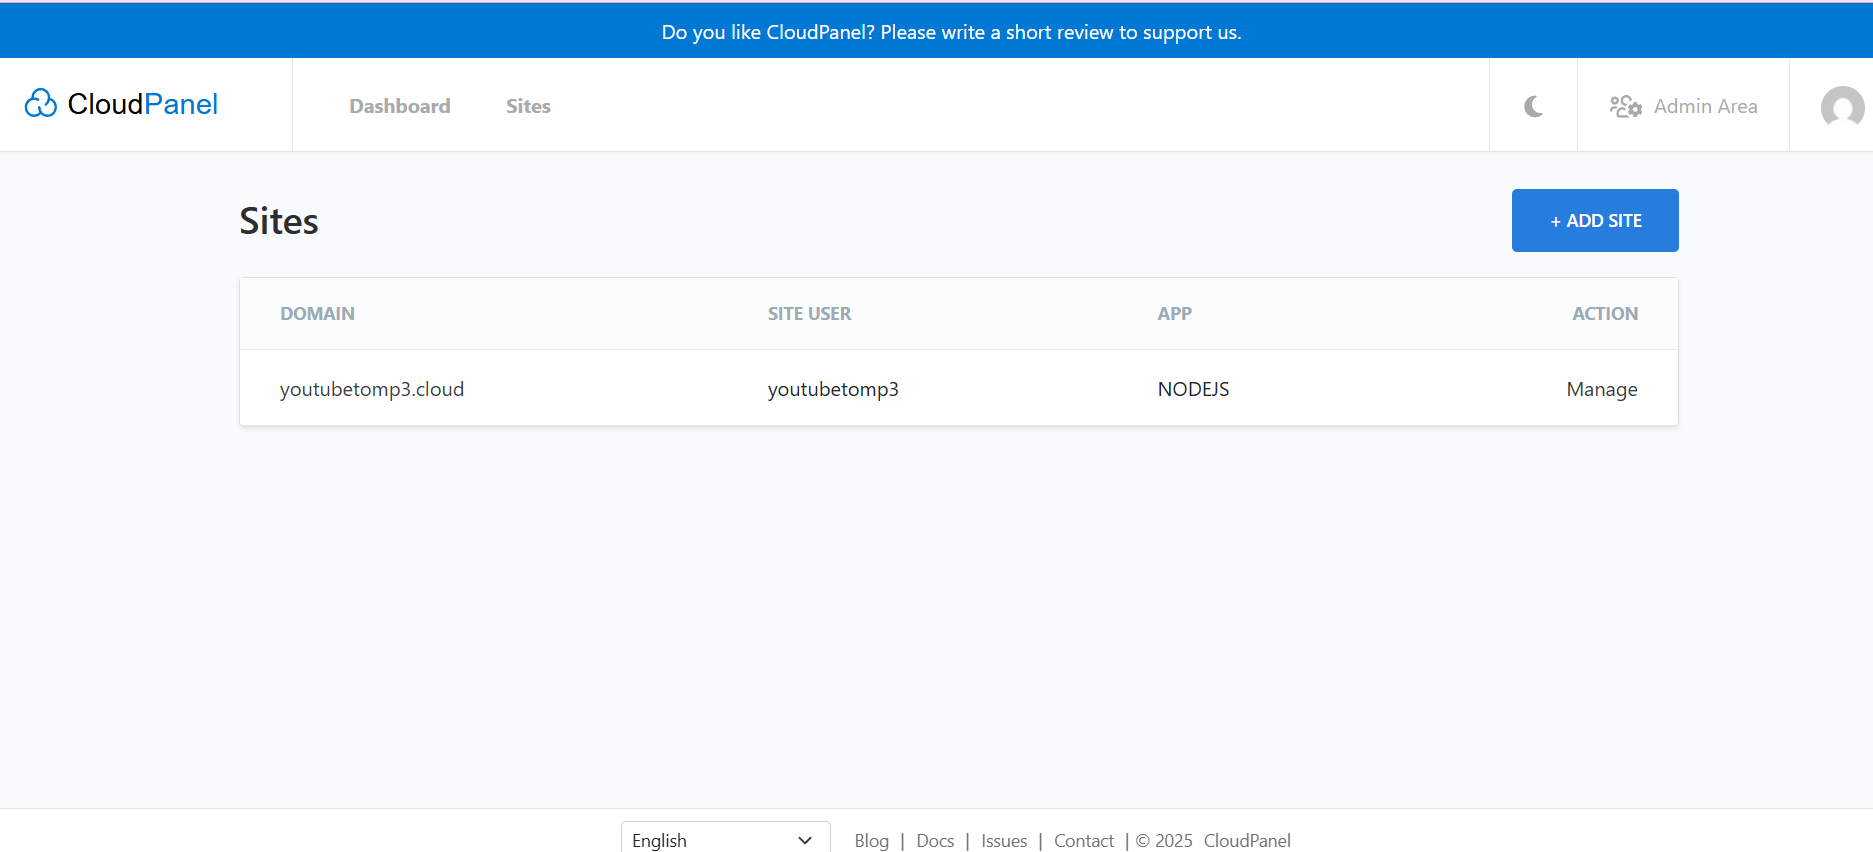 Do you like CloudPanel? Please write a short review to support us.
CloudPanel Dashboard Sites Admin Area
Sites + ADD SITE
DOMAIN SITE USER APP ACTION
youtubetomp3.cloud youtubetomp3 NODEJS Manage
English Blog | Docs | Issues | Contact | © 2025 CloudPanel